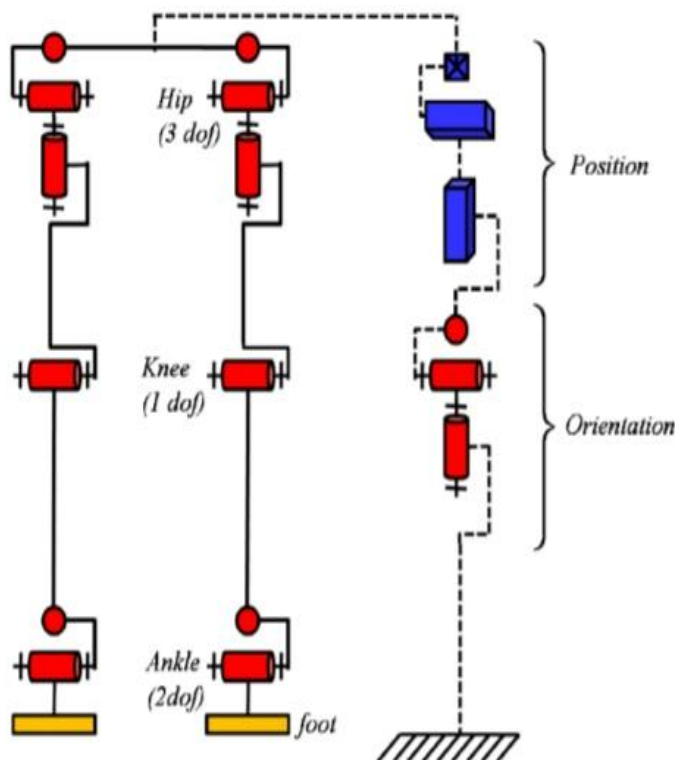 Hip
(3 dof)
Position
Knee
(1 dof)
Orientation
Ankle
(2dof)
foot